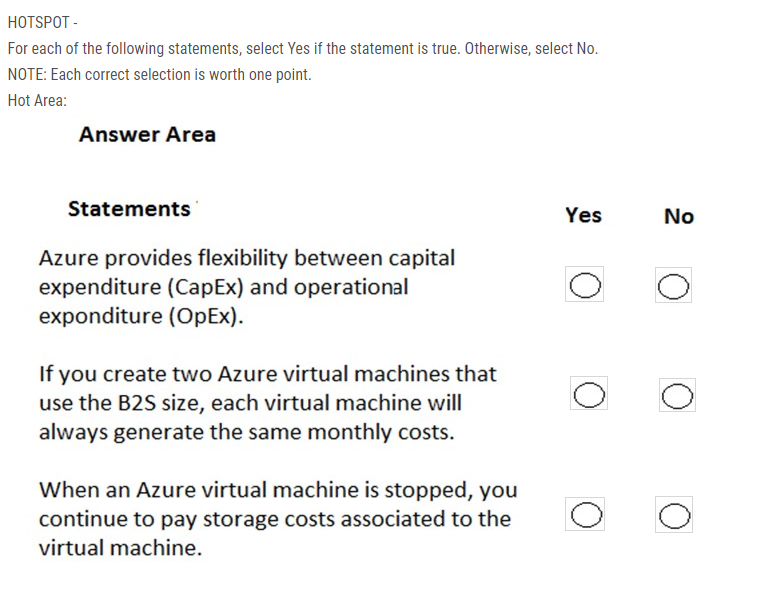 HOTSPOT -
For each of the following statements, select Yes if the statement is true. Otherwise, select No.
NOTE: Each correct selection is worth one point.
Hot Area:
Answer Area
Statements
Yes No
Azure provides flexibility between capital
expenditure (CapEx) and operational
exponditure (OpEx).
If you create two Azure virtual machines that
use the B2S size, each virtual machine will
always generate the same monthly costs.
When an Azure virtual machine is stopped, you
continue to pay storage costs associated to the
virtual machine.